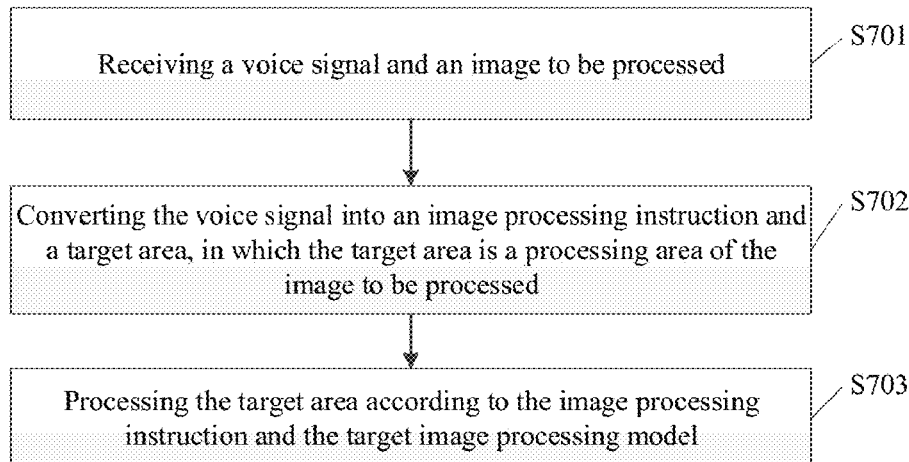 Receiving a voice signal and an image to be processed
S701
Converting the voice signal into an image processing instruction and
a target area, in which the target area is a processing area of the
image to be processed
S702
Processing the target area according to the image processing
instruction and the target image processing model
S703